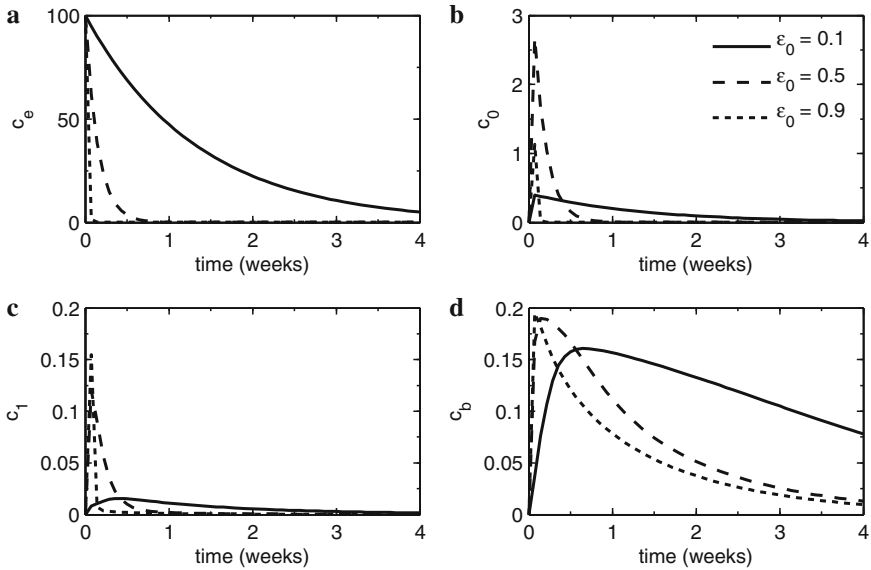 a
100
50
0
c_e
0 1 2 3 4
time (weeks)
b
3
2
1
0
c_0
ε_0 = 0.1
ε_0 = 0.5
ε_0 = 0.9
0 1 2 3 4
time (weeks)
c
0.2
0.15
0.1
0.05
0
c_1
0 1 2 3 4
time (weeks)
d
0.2
0.15
0.1
0.05
0
c_b
0 1 2 3 4
time (weeks)